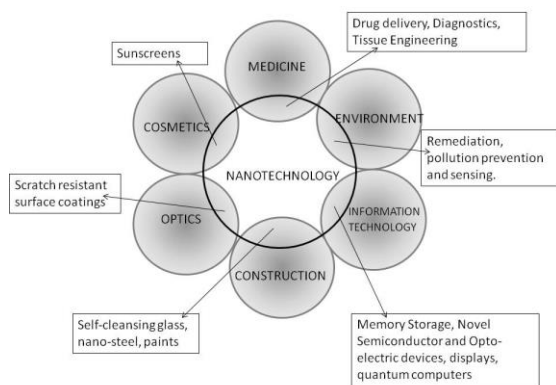 Drug delivery, Diagnostics,
Tissue Engineering
Sunscreens
MEDICINE
COSMETICS
ENVIRONMENT
Remediation,
pollution prevention
and sensing.
NANOTECHNOLOGY
Scratch resistant
surface coatings
OPTICS
INFORMATION
TECHNOLOGY
CONSTRUCTION
Self-cleansing glass,
nano-steel, paints
Memory Storage, Novel
Semiconductor and Opto-
electric devices, displays,
quantum computers